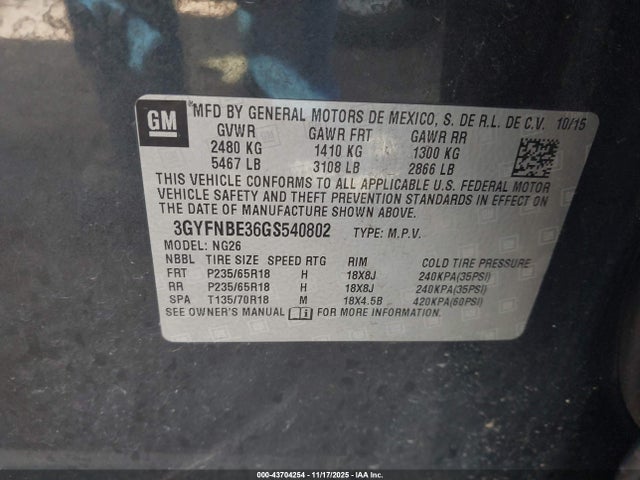 GM
MFD BY GENERAL MOTORS DE MEXICO, S. DE R.L. DE C.V. 10/15
GVWR GAWR FRT GAWR RR
2480 KG 1410 KG 1300 KG
5467 LB 3108 LB 2866 LB
THIS VEHICLE CONFORMS TO ALL APPLICABLE U.S. FEDERAL MOTOR
VEHICLE SAFETY AND THEFT PREVENTION STANDARDS IN EFFECT ON
THE DATE OF MANUFACTURE SHOWN ABOVE.
3GYFNBE36GS540802 TYPE: M.P.V.
MODEL: NG26
NBBL TIRE SIZE SPEED RTG RIM COLD TIRE PRESSURE
FRT P235/65R18 H 18X8J 240KPA(35PSI)
RR P235/65R18 H 18X8J 240KPA(35PSI)
SPA T135/70R18 M 18X4.5B 420KPA(60PSI)
SEE OWNER'S MANUAL FOR MORE INFORMATION.
000-43704254 - 11/17/2025 - IAA Inc.